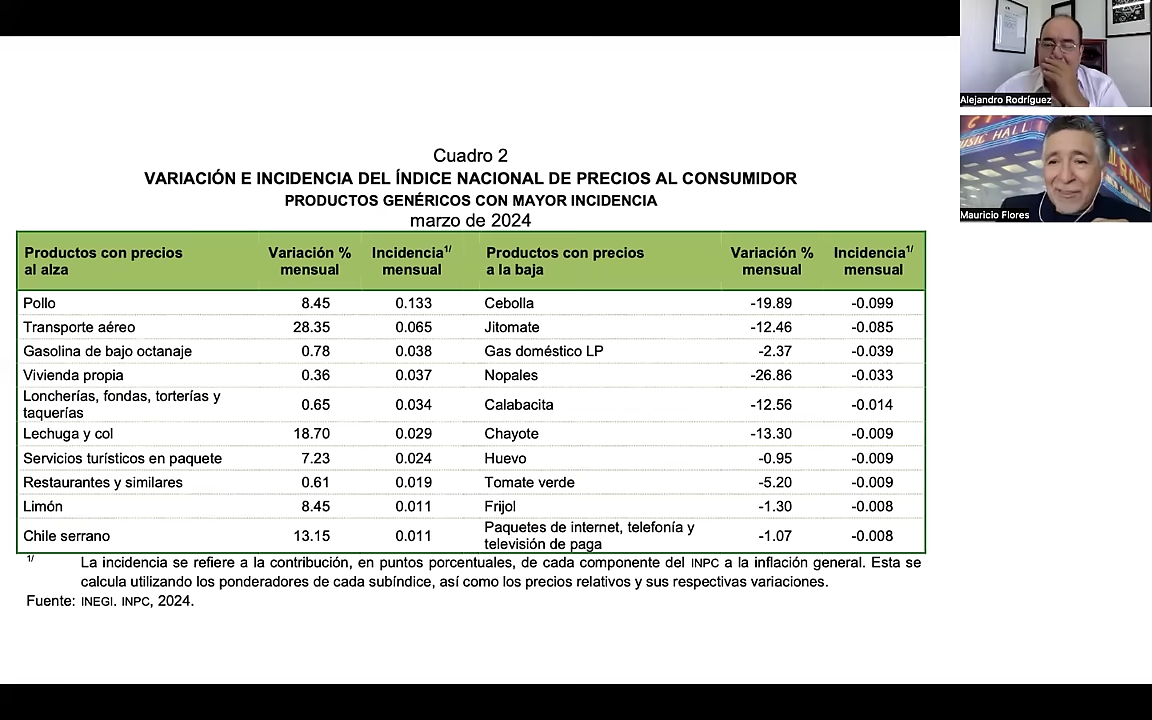 Cuadro 2
VARIACIÓN E INCIDENCIA DEL ÍNDICE NACIONAL DE PRECIOS AL CONSUMIDOR
PRODUCTOS GENÉRICOS CON MAYOR INCIDENCIA
marzo de 2024
Productos con precios al alza Variación % mensual Incidencia1/ mensual Productos con precios a la baja Variación % mensual Incidencia1/ mensual
Pollo 8.45 0.133 Cebolla -19.89 -0.099
Transporte aéreo 28.35 0.065 Jitomate -12.46 -0.085
Gasolina de bajo octanaje 0.78 0.038 Gas doméstico LP -2.37 -0.039
Vivienda propia 0.36 0.037 Nopales -26.86 -0.033
Loncherías, fondas, torterías y taquerías 0.65 0.034 Calabacita -12.56 -0.014
Lechuga y col 18.70 0.029 Chayote -13.30 -0.009
Servicios turísticos en paquete 7.23 0.024 Huevo -0.95 -0.009
Restaurantes y similares 0.61 0.019 Tomate verde -5.20 -0.009
Limón 8.45 0.011 Frijol -1.30 -0.008
Chile serrano 13.15 0.011 Paquetes de internet, telefonía y televisión de paga -1.07 -0.008
1/ La incidencia se refiere a la contribución, en puntos porcentuales, de cada componente del INPC a la inflación general. Esta se
calcula utilizando los ponderadores de cada subíndice, así como los precios relativos y sus respectivas variaciones.
Fuente: INEGI. INPC, 2024.
Alejandro Rodríguez
MUSIC HALL
Mauricio Flores